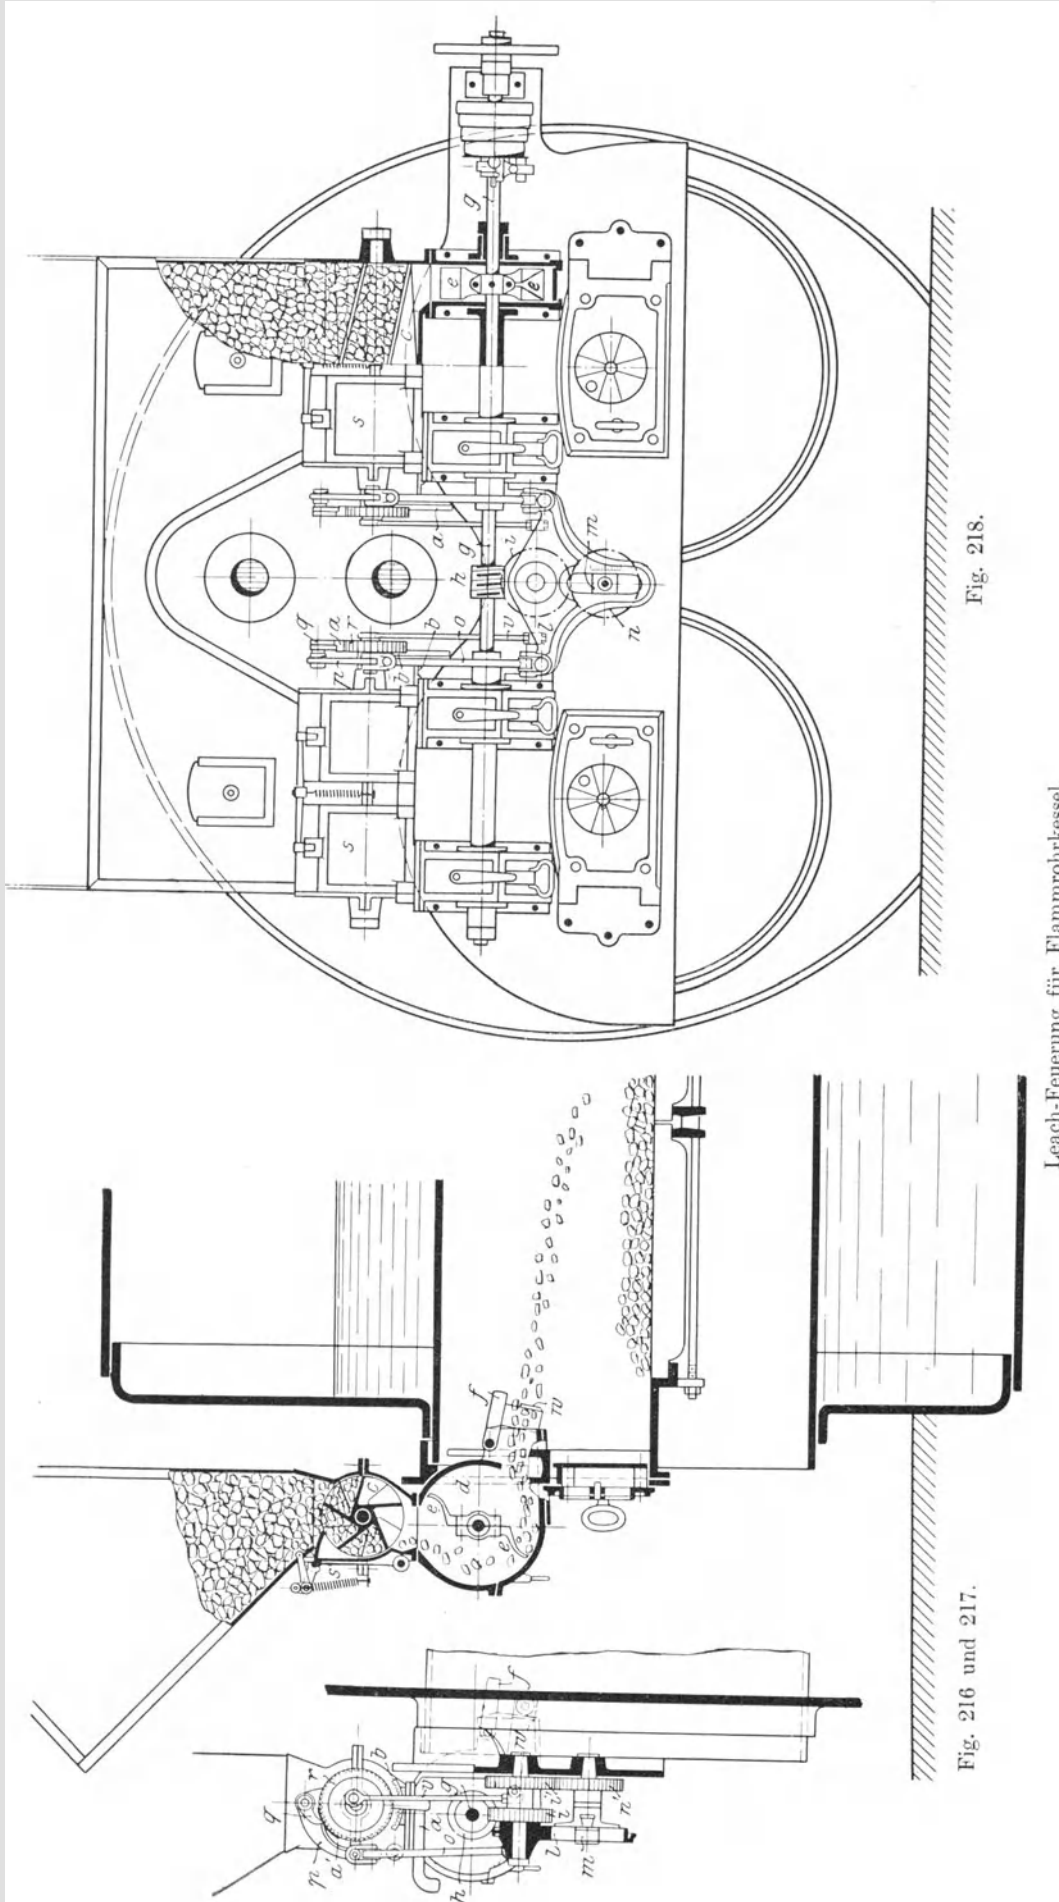 g
e
e
c
s
a
g
i
m
h
q
a
r
p
b
o
v
l
n
s
Fig. 218.
f
w
d
c
e
e
s
q
r
b
p
a'
v
a
g
w
f
o
i
l
n'
m
h
Fig. 216 und 217.
Leach-Feuerung für Flammrohrkessel